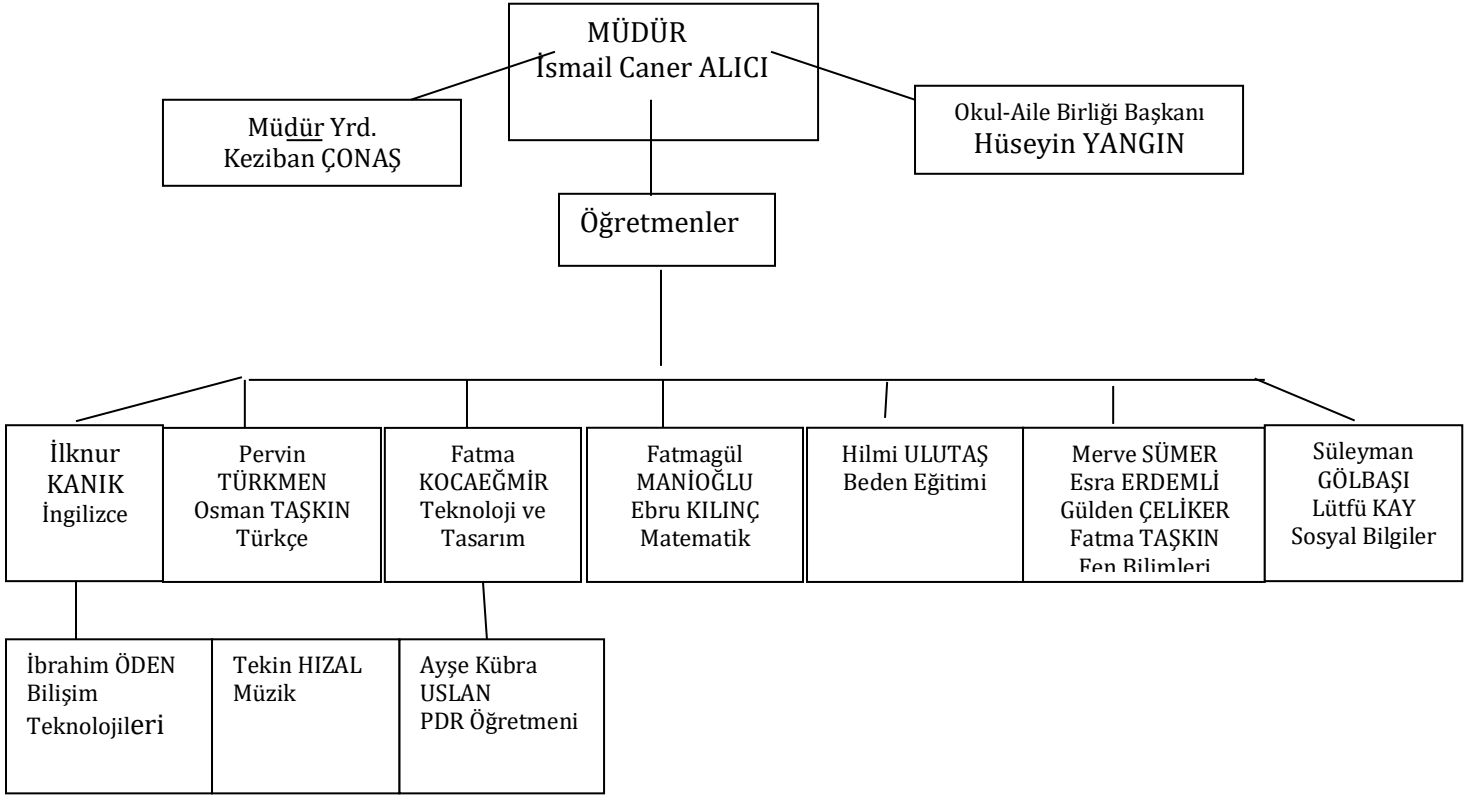 MÜDÜR
İsmail Caner ALICI
Müdür Yrd.
Keziban ÇONAŞ
Okul-Aile Birliği Başkanı
Hüseyin YANGIN
Öğretmenler
İlknur
KANIK
İngilizce
Pervin
TÜRKMEN
Osman TAŞKIN
Türkçe
Fatma
KOCAEĞMİR
Teknoloji ve
Tasarım
Fatmagül
MANİOĞLU
Ebru KILINÇ
Matematik
Hilmi ULUTAŞ
Beden Eğitimi
Merve SÜMER
Esra ERDEMLİ
Gülden ÇELİKER
Fatma TAŞKIN
Fen Bilimleri
Süleyman
GÖLBAŞI
Lütfü KAY
Sosyal Bilgiler
İbrahim ÖDEN
Bilişim
Teknolojileri
Tekin HIZAL
Müzik
Ayşe Kübra
USLAN
PDR Öğretmeni